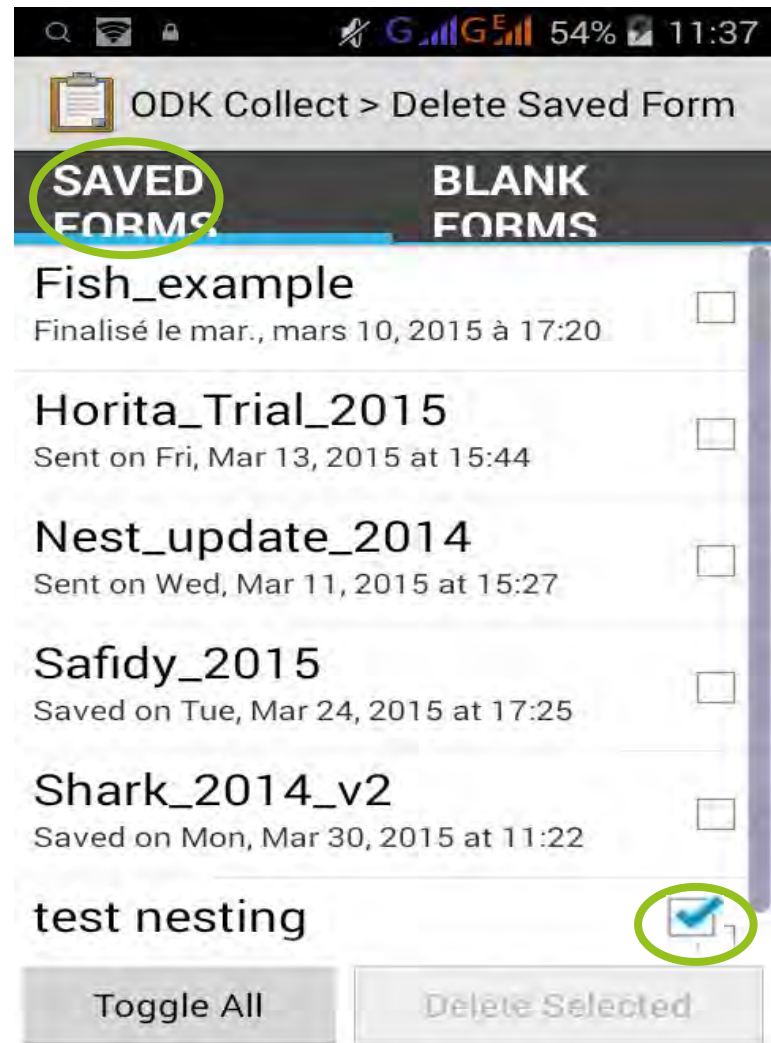 G G E 54% 11:37
ODK Collect > Delete Saved Form
SAVED BLANK
FORMS FORMS
Fish_example
Finalisé le mar., mars 10, 2015 à 17:20
Horita_Trial_2015
Sent on Fri, Mar 13, 2015 at 15:44
Nest_update_2014
Sent on Wed, Mar 11, 2015 at 15:27
Safidy_2015
Saved on Tue, Mar 24, 2015 at 17:25
Shark_2014_v2
Saved on Mon, Mar 30, 2015 at 11:22
test nesting
Toggle All Delete Selected